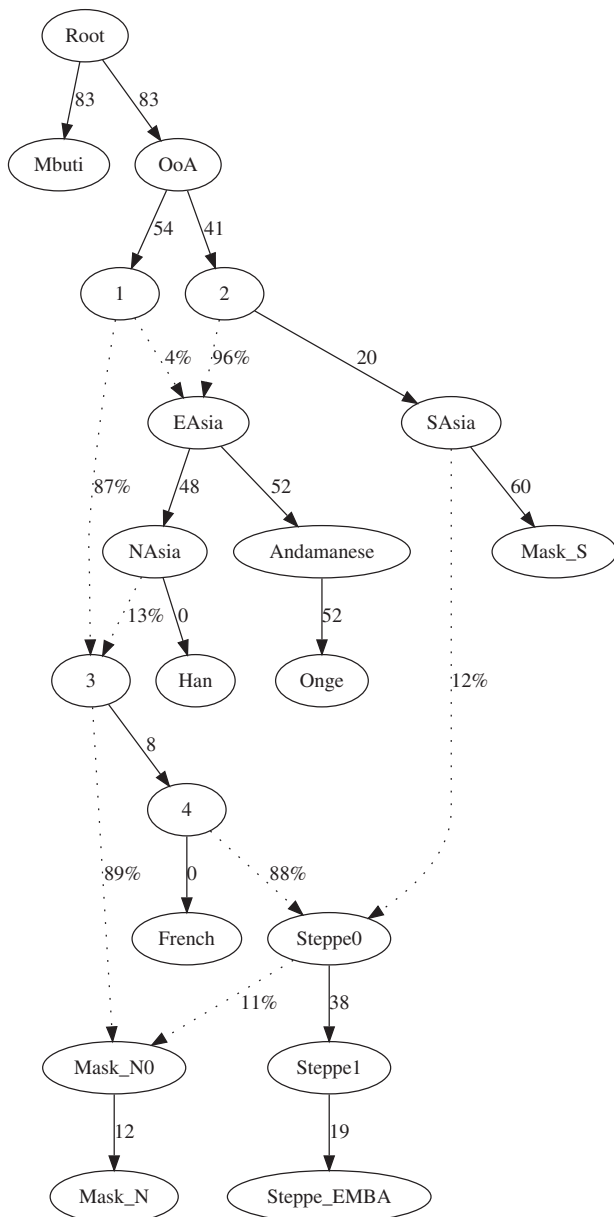 Root
83 83
Mbuti OoA
54 41
1 2
4% 96% 20
EAsia SAsia
87% 48 52 60
NAsia Andamanese Mask_S
13% 0 52
3 Han Onge 12%
8
4
89% 0 88%
French Steppe0
11% 38
Mask_N0 Steppe1
12 19
Mask_N Steppe_EMBA